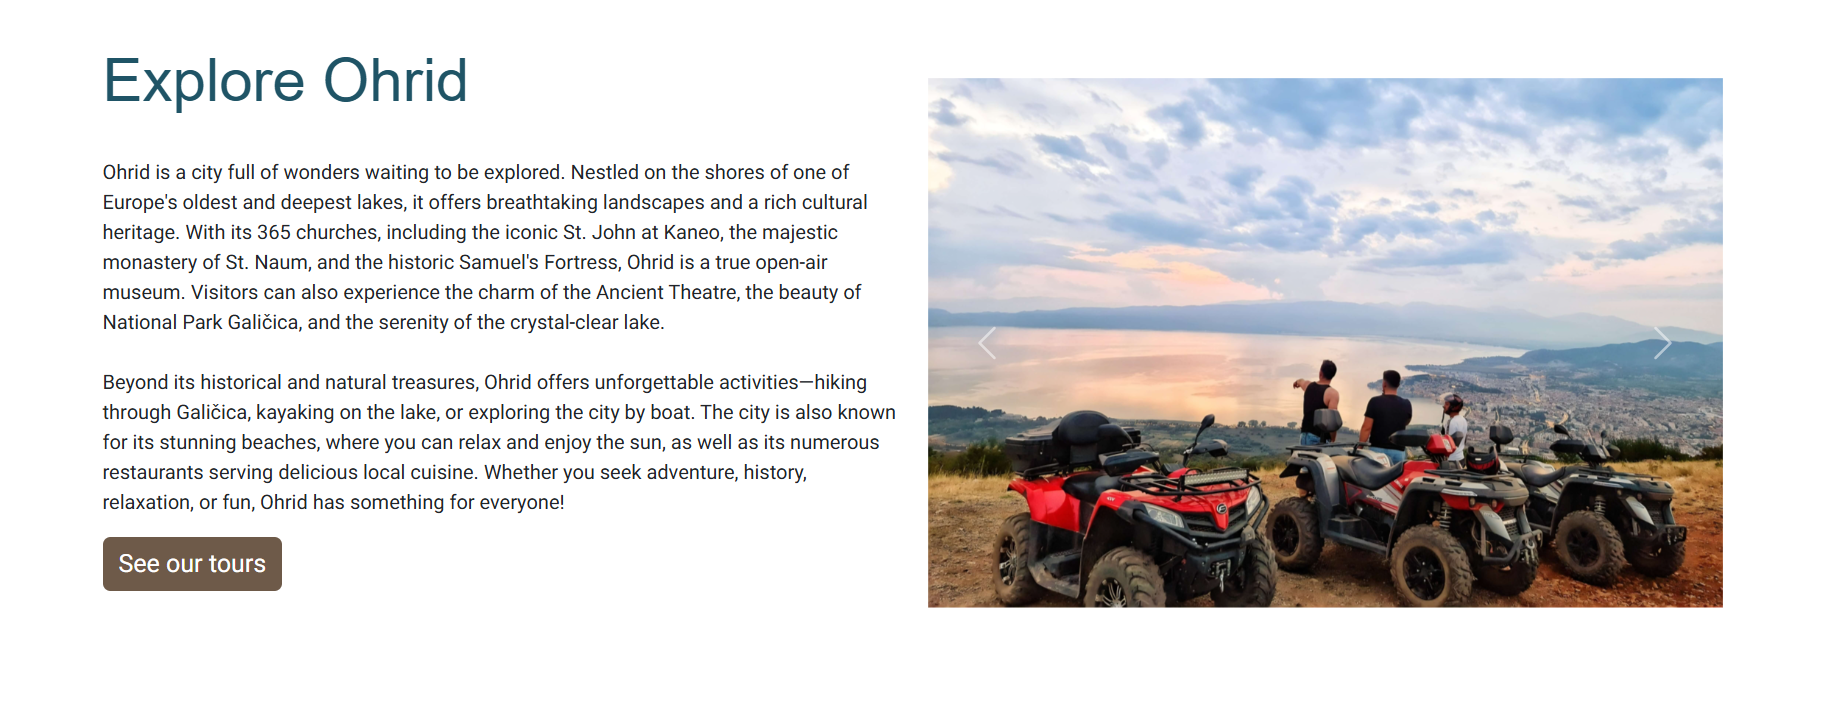 Explore Ohrid
Ohrid is a city full of wonders waiting to be explored. Nestled on the shores of one of
Europe's oldest and deepest lakes, it offers breathtaking landscapes and a rich cultural
heritage. With its 365 churches, including the iconic St. John at Kaneo, the majestic
monastery of St. Naum, and the historic Samuel's Fortress, Ohrid is a true open-air
museum. Visitors can also experience the charm of the Ancient Theatre, the beauty of
National Park Galičica, and the serenity of the crystal-clear lake.
Beyond its historical and natural treasures, Ohrid offers unforgettable activities—hiking
through Galičica, kayaking on the lake, or exploring the city by boat. The city is also known
for its stunning beaches, where you can relax and enjoy the sun, as well as its numerous
restaurants serving delicious local cuisine. Whether you seek adventure, history,
relaxation, or fun, Ohrid has something for everyone!
See our tours